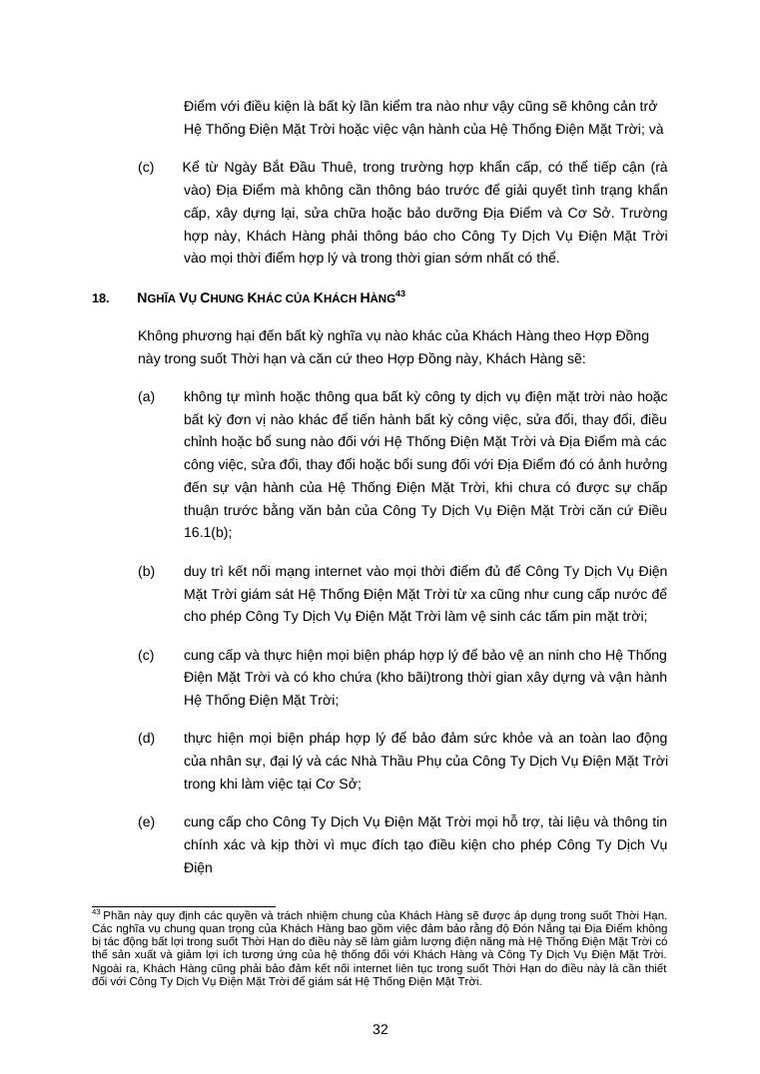 Điểm với điều kiện là bất kỳ lần kiểm tra nào như vậy cũng sẽ không cản trở
Hệ Thống Điện Mặt Trời hoặc việc vận hành của Hệ Thống Điện Mặt Trời; và
(c) Kể từ Ngày Bắt Đầu Thuê, trong trường hợp khẩn cấp, có thể tiếp cận (rà
vào) Địa Điểm mà không cần thông báo trước để giải quyết tình trạng khẩn
cấp, xây dựng lại, sửa chữa hoặc bảo dưỡng Địa Điểm và Cơ Sở. Trường
hợp này, Khách Hàng phải thông báo cho Công Ty Dịch Vụ Điện Mặt Trời
vào mọi thời điểm hợp lý và trong thời gian sớm nhất có thể.
18. NGHĨA VỤ CHUNG KHÁC CỦA KHÁCH HÀNG43
Không phương hại đến bất kỳ nghĩa vụ nào khác của Khách Hàng theo Hợp Đồng
này trong suốt Thời hạn và căn cứ theo Hợp Đồng này, Khách Hàng sẽ:
(a) không tự mình hoặc thông qua bất kỳ công ty dịch vụ điện mặt trời nào hoặc
bất kỳ đơn vị nào khác để tiến hành bất kỳ công việc, sửa đổi, thay đổi, điều
chỉnh hoặc bổ sung nào đối với Hệ Thống Điện Mặt Trời và Địa Điểm mà các
công việc, sửa đổi, thay đổi hoặc bổi sung đối với Địa Điểm đó có ảnh hưởng
đến sự vận hành của Hệ Thống Điện Mặt Trời, khi chưa có được sự chấp
thuận trước bằng văn bản của Công Ty Dịch Vụ Điện Mặt Trời căn cứ Điều
16.1(b);
(b) duy trì kết nối mạng internet vào mọi thời điểm đủ để Công Ty Dịch Vụ Điện
Mặt Trời giám sát Hệ Thống Điện Mặt Trời từ xa cũng như cung cấp nước để
cho phép Công Ty Dịch Vụ Điện Mặt Trời làm vệ sinh các tấm pin mặt trời;
(c) cung cấp và thực hiện mọi biện pháp hợp lý để bảo vệ an ninh cho Hệ Thống
Điện Mặt Trời và có kho chứa (kho bãi)trong thời gian xây dựng và vận hành
Hệ Thống Điện Mặt Trời;
(d) thực hiện mọi biện pháp hợp lý để bảo đảm sức khỏe và an toàn lao động
của nhân sự, đại lý và các Nhà Thầu Phụ của Công Ty Dịch Vụ Điện Mặt Trời
trong khi làm việc tại Cơ Sở;
(e) cung cấp cho Công Ty Dịch Vụ Điện Mặt Trời mọi hỗ trợ, tài liệu và thông tin
chính xác và kịp thời vì mục đích tạo điều kiện cho phép Công Ty Dịch Vụ
Điện
43 Phần này quy định các quyền và trách nhiệm chung của Khách Hàng sẽ được áp dụng trong suốt Thời Hạn.
Các nghĩa vụ chung quan trọng của Khách Hàng bao gồm việc đảm bảo rằng độ Đón Nắng tại Địa Điểm không
bị tác động bất lợi trong suốt Thời Hạn do điều này sẽ làm giảm lượng điện năng mà Hệ Thống Điện Mặt Trời có
thể sản xuất và giảm lợi ích tương ứng của hệ thống đối với Khách Hàng và Công Ty Dịch Vụ Điện Mặt Trời.
Ngoài ra, Khách Hàng cũng phải bảo đảm kết nối internet liên tục trong suốt Thời Hạn do điều này là cần thiết
đối với Công Ty Dịch Vụ Điện Mặt Trời để giám sát Hệ Thống Điện Mặt Trời.
32